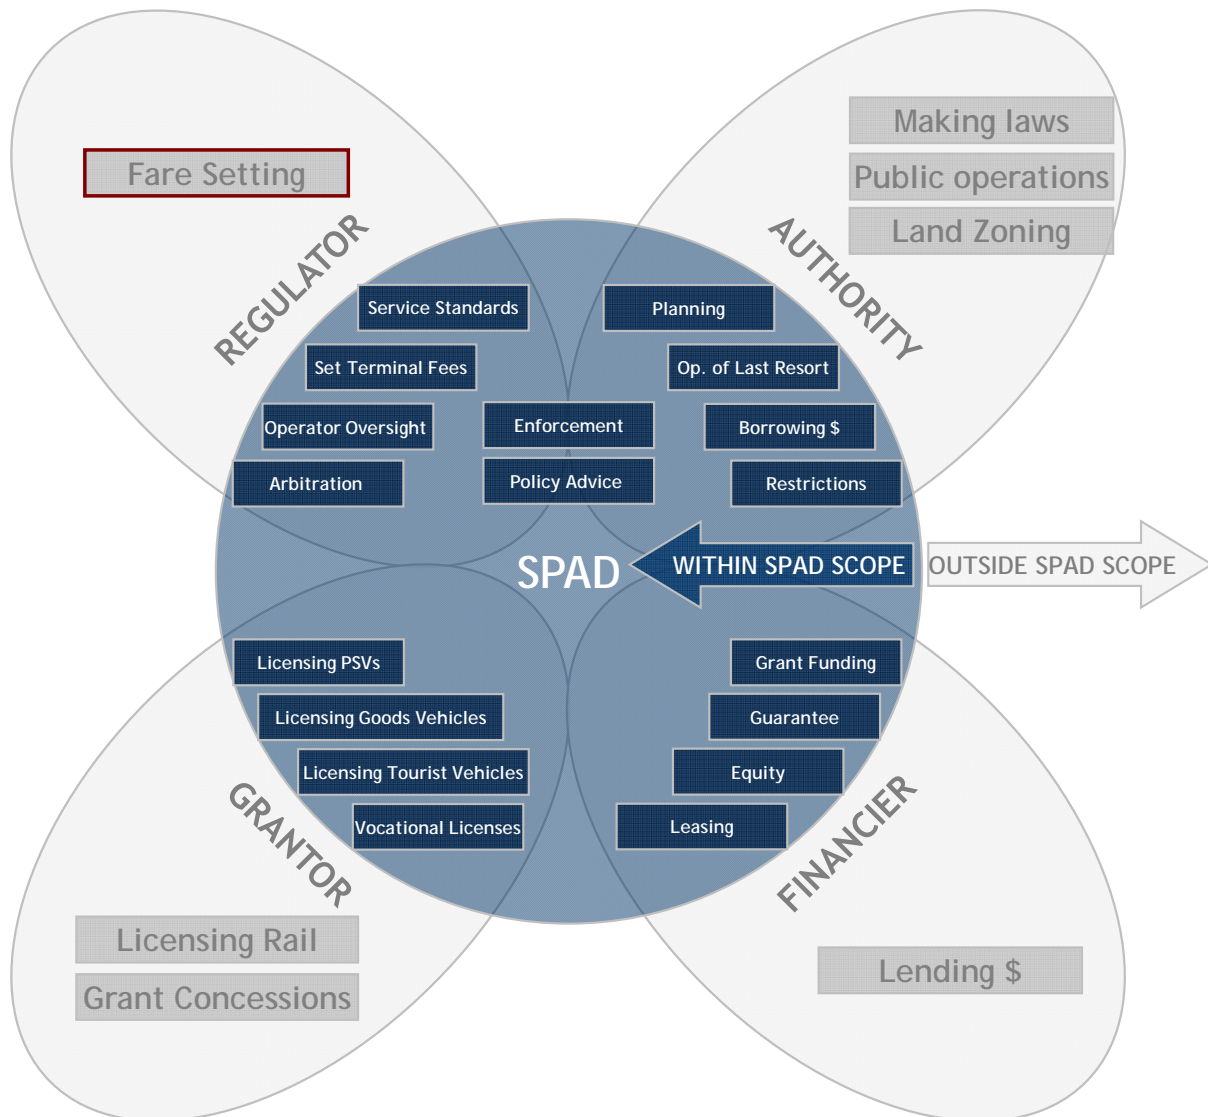 Making laws
Fare Setting
Public operations
Land Zoning
REGULATOR
AUTHORITY
Service Standards
Planning
Set Terminal Fees
Op. of Last Resort
Operator Oversight
Enforcement
Borrowing $
Arbitration
Policy Advice
Restrictions
SPAD
WITHIN SPAD SCOPE
OUTSIDE SPAD SCOPE
Licensing PSVs
Grant Funding
Licensing Goods Vehicles
Guarantee
Licensing Tourist Vehicles
Equity
Vocational Licenses
Leasing
GRANTOR
FINANCIER
Licensing Rail
Lending $
Grant Concessions